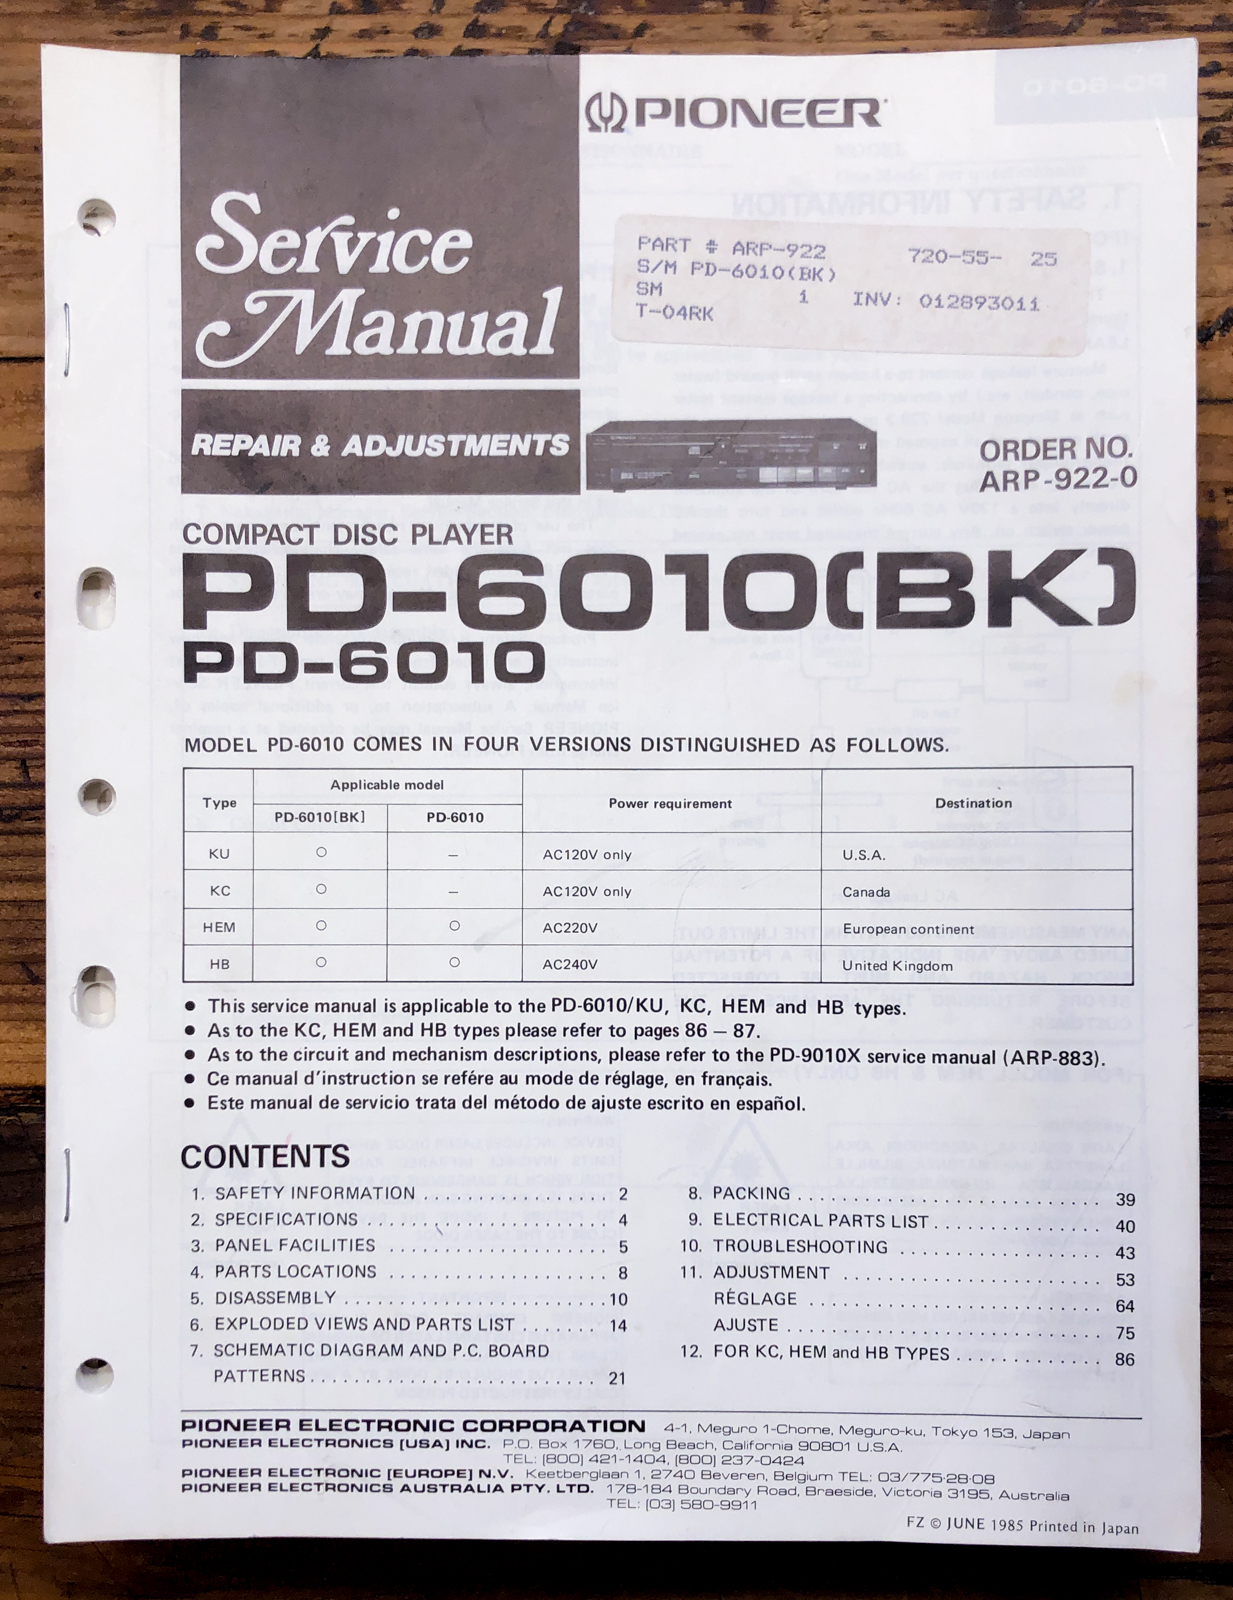 PIONEER
Service
Manual
PART # ARP-922 720-55- 25
S/M PD-6010(BK)
SM 1 INV: 012893011
T-04RK
REPAIR & ADJUSTMENTS
ORDER NO.
ARP-922-0
COMPACT DISC PLAYER
PD-6010(BK)
PD-6010
MODEL PD-6010 COMES IN FOUR VERSIONS DISTINGUISHED AS FOLLOWS.
Type Applicable model Power requirement Destination
PD-6010[BK] PD-6010
KU ○ – AC120V only U.S.A.
KC ○ – AC120V only Canada
HEM ○ ○ AC220V European continent
HB ○ ○ AC240V United Kingdom
● This service manual is applicable to the PD-6010/KU, KC, HEM and HB types.
● As to the KC, HEM and HB types please refer to pages 86 – 87.
● As to the circuit and mechanism descriptions, please refer to the PD-9010X service manual (ARP-883).
● Ce manual d'instruction se refére au mode de réglage, en français.
● Este manual de servicio trata del método de ajuste escrito en español.
CONTENTS
1. SAFETY INFORMATION . . . . . . . . . . . . . . . . . . 2
2. SPECIFICATIONS . . . . . . . . . . . . . . . . . . . . . . . 4
3. PANEL FACILITIES . . . . . . . . . . . . . . . . . . . . . 5
4. PARTS LOCATIONS . . . . . . . . . . . . . . . . . . . . . 8
5. DISASSEMBLY . . . . . . . . . . . . . . . . . . . . . . . . 10
6. EXPLODED VIEWS AND PARTS LIST . . . . . . . 14
7. SCHEMATIC DIAGRAM AND P.C. BOARD
PATTERNS . . . . . . . . . . . . . . . . . . . . . . . . . . 21
8. PACKING . . . . . . . . . . . . . . . . . . . . . . . . . . . 39
9. ELECTRICAL PARTS LIST . . . . . . . . . . . . . . . 40
10. TROUBLESHOOTING . . . . . . . . . . . . . . . . . . 43
11. ADJUSTMENT . . . . . . . . . . . . . . . . . . . . . . . 53
RÉGLAGE . . . . . . . . . . . . . . . . . . . . . . . . . . 64
AJUSTE . . . . . . . . . . . . . . . . . . . . . . . . . . . . 75
12. FOR KC, HEM and HB TYPES . . . . . . . . . . . . . 86
PIONEER ELECTRONIC CORPORATION 4-1, Meguro 1-Chome, Meguro-ku, Tokyo 153, Japan
PIONEER ELECTRONICS [USA] INC. P.O. Box 1760, Long Beach, California 90801 U.S.A.
TEL: [800] 421-1404, [800] 237-0424
PIONEER ELECTRONIC [EUROPE] N.V. Keetberglaan 1, 2740 Beveren, Belgium TEL: 03/775·28·08
PIONEER ELECTRONICS AUSTRALIA PTY. LTD. 178-184 Boundary Road, Braeside, Victoria 3195, Australia
TEL: [03] 580-9911
FZ © JUNE 1985 Printed in Japan